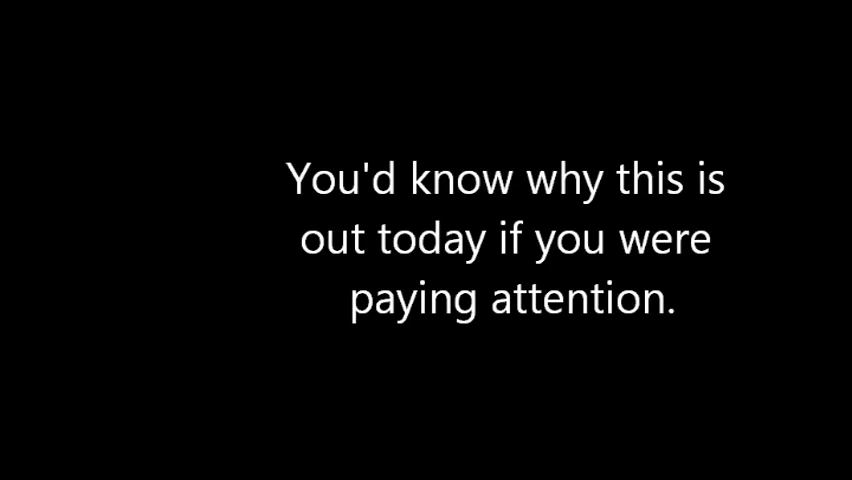 You'd know why this is
out today if you were
paying attention.